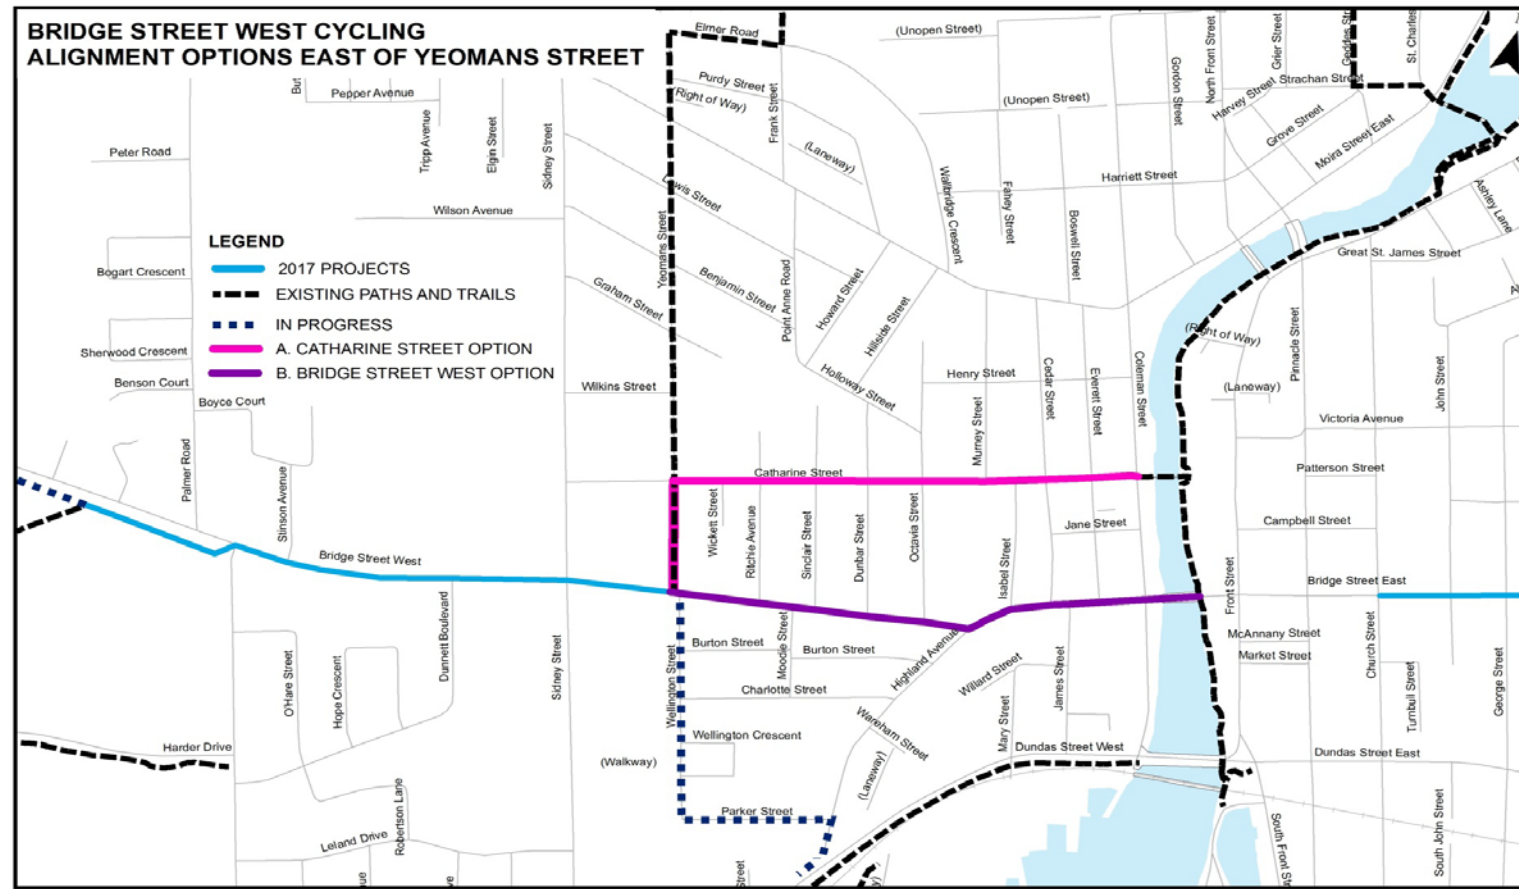 BRIDGE STREET WEST CYCLING
ALIGNMENT OPTIONS EAST OF YEOMANS STREET
LEGEND
2017 PROJECTS
EXISTING PATHS AND TRAILS
IN PROGRESS
A. CATHARINE STREET OPTION
B. BRIDGE STREET WEST OPTION
Elmer Road
(Unopen Street)
North Front Street
Grier Street
Geddes Str
St. Charles
But
Pepper Avenue
Purdy Street
(Right of Way)
Frank Street
(Unopen Street)
Gordon Street
Harvey Street
Strachan Street
Grove Street
Moira Street East
Peter Road
Tripp Avenue
Elgin Street
Sidney Street
(Laneway)
Harriett Street
Wilson Avenue
Lewis Street
Wallbridge Crescent
Fahey Street
Boswell Street
Ashley Lane
Great St. James Street
Bogart Crescent
Yeomans Street
Graham Street
Benjamin Street
Point Anne Road
Howard Street
Hillside Street
(Right of Way)
Pinnacle Street
Sherwood Crescent
Benson Court
Boyce Court
Wilkins Street
Holloway Street
Henry Street
Cedar Street
Everett Street
Coleman Street
(Laneway)
John Street
Victoria Avenue
Palmer Road
Murney Street
Catharine Street
Patterson Street
Stinson Avenue
Wickett Street
Ritchie Avenue
Sinclair Street
Dunbar Street
Octavia Street
Jane Street
Campbell Street
Bridge Street West
Isabel Street
Front Street
Bridge Street East
Dunnett Boulevard
O'Hare Street
Hope Crescent
Sidney Street
Wellington Street
Burton Street
Moodie Street
Burton Street
Highland Avenue
Willard Street
James Street
McAnnany Street
Market Street
Church Street
Turnbull Street
George Street
Charlotte Street
Wareham Street
Mary Street
Harder Drive
Wellington Crescent
(Walkway)
(Laneway)
Dundas Street West
Dundas Street East
Parker Street
Robertson Lane
Leland Drive
South Front Str
South John Street
Street